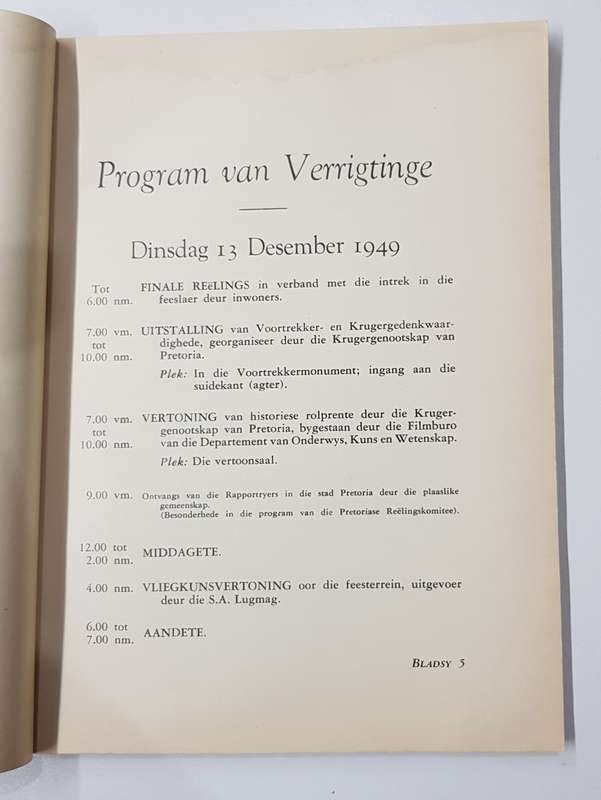 Program van Verrigtinge
Dinsdag 13 Desember 1949
Tot
6.00 nm.
FINALE REëLINGS in verband met die intrek in die
feeslaer deur inwoners.
7.00 vm.
tot
10.00 nm.
UITSTALLING van Voortrekker- en Krugergedenkwaar-
dighede, georganiseer deur die Krugergenootskap van
Pretoria.
Plek: In die Voortrekkermonument; ingang aan die
suidekant (agter).
7.00 vm.
tot
10.00 nm.
VERTONING van historiese rolprente deur die Kruger-
genootskap van Pretoria, bygestaan deur die Filmburo
van die Departement van Onderwys, Kuns en Wetenskap.
Plek: Die vertoonsaal.
9.00 vm.
Ontvangs van die Rapportryers in die stad Pretoria deur die plaaslike
gemeenskap.
(Besonderhede in die program van die Pretoriase Reëlingskomitee).
12.00 tot
2.00 nm.
MIDDAGETE.
4.00 nm.
VLIEGKUNSVERTONING oor die feesterrein, uitgevoer
deur die S.A. Lugmag.
6.00 tot
7.00 nm.
AANDETE.
BLADSY 5